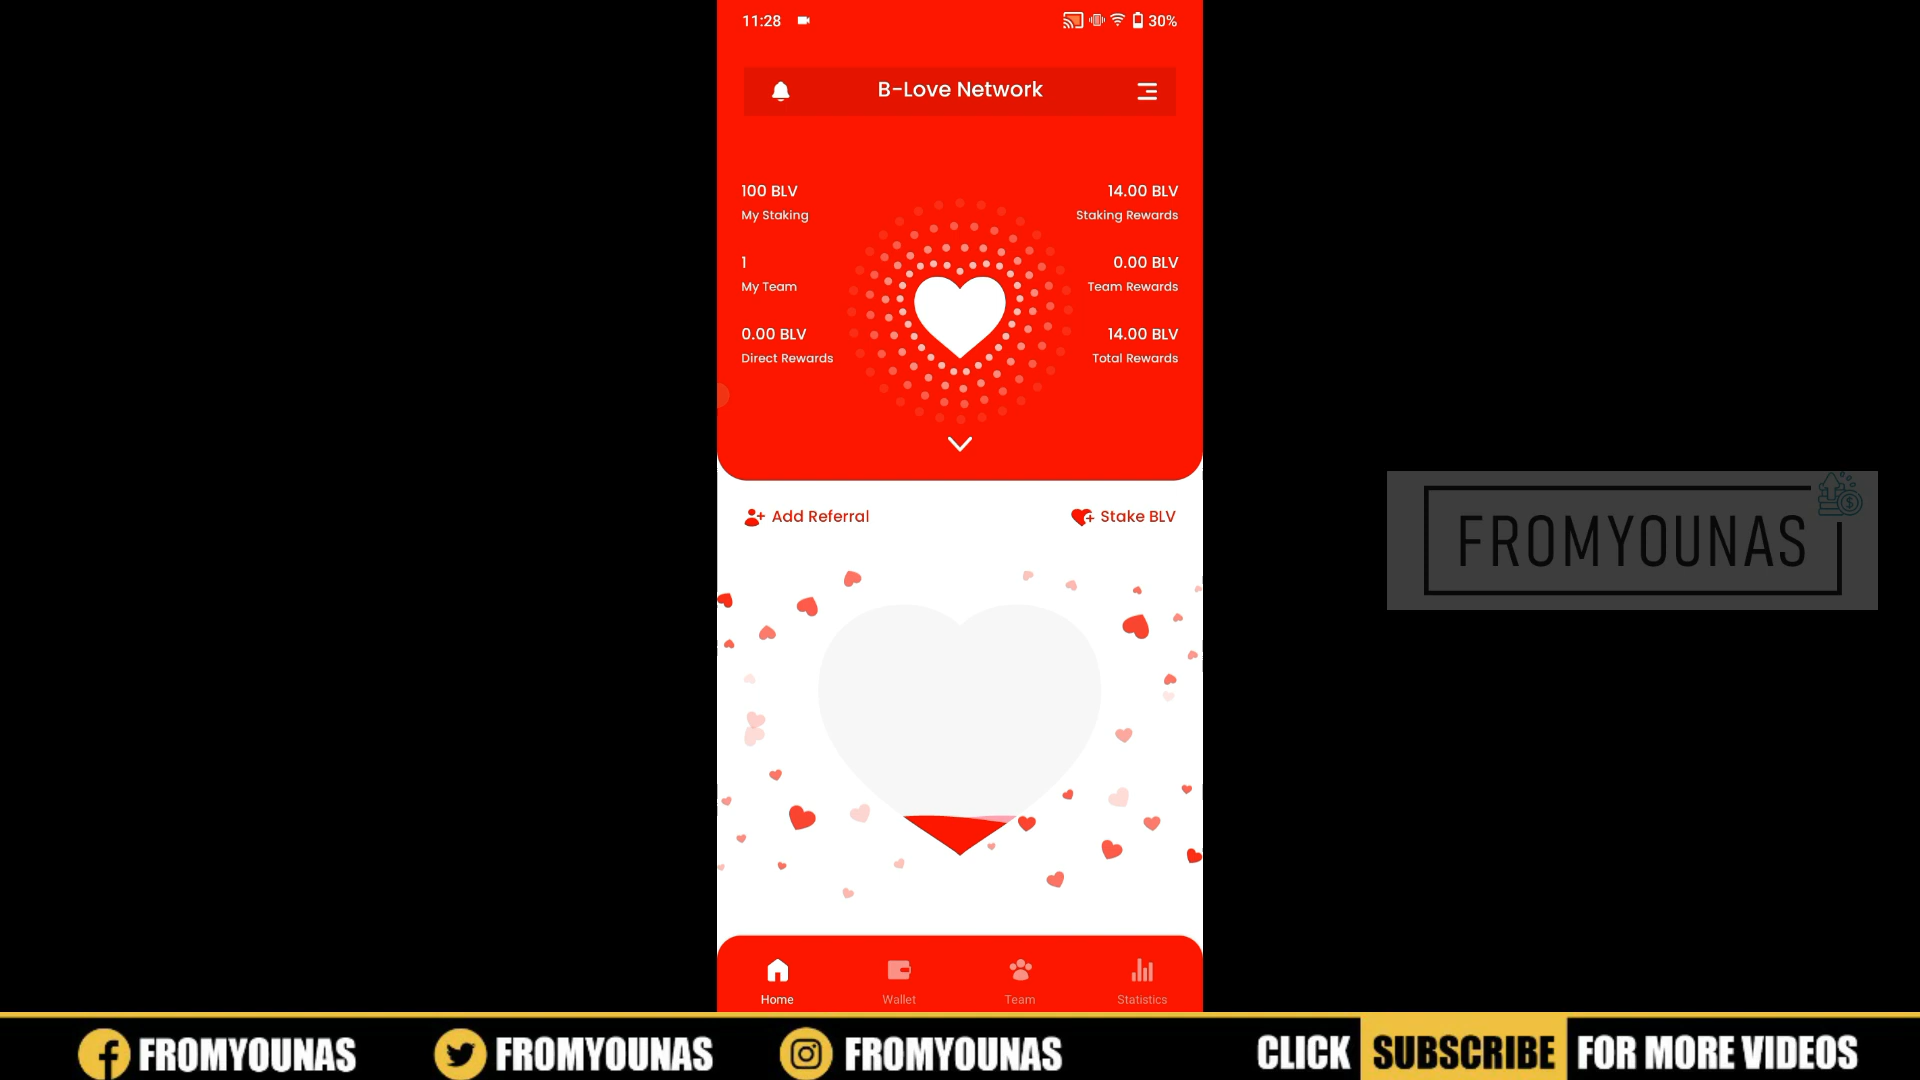 11:28
30%
B-Love Network
100 BLV
My Staking
14.00 BLV
Staking Rewards
1
My Team
0.00 BLV
Team Rewards
0.00 BLV
Direct Rewards
14.00 BLV
Total Rewards
Add Referral
Stake BLV
FROMYOUNAS
Home
Wallet
Team
Statistics
FROMYOUNAS
FROMYOUNAS
FROMYOUNAS
CLICK SUBSCRIBE FOR MORE VIDEOS